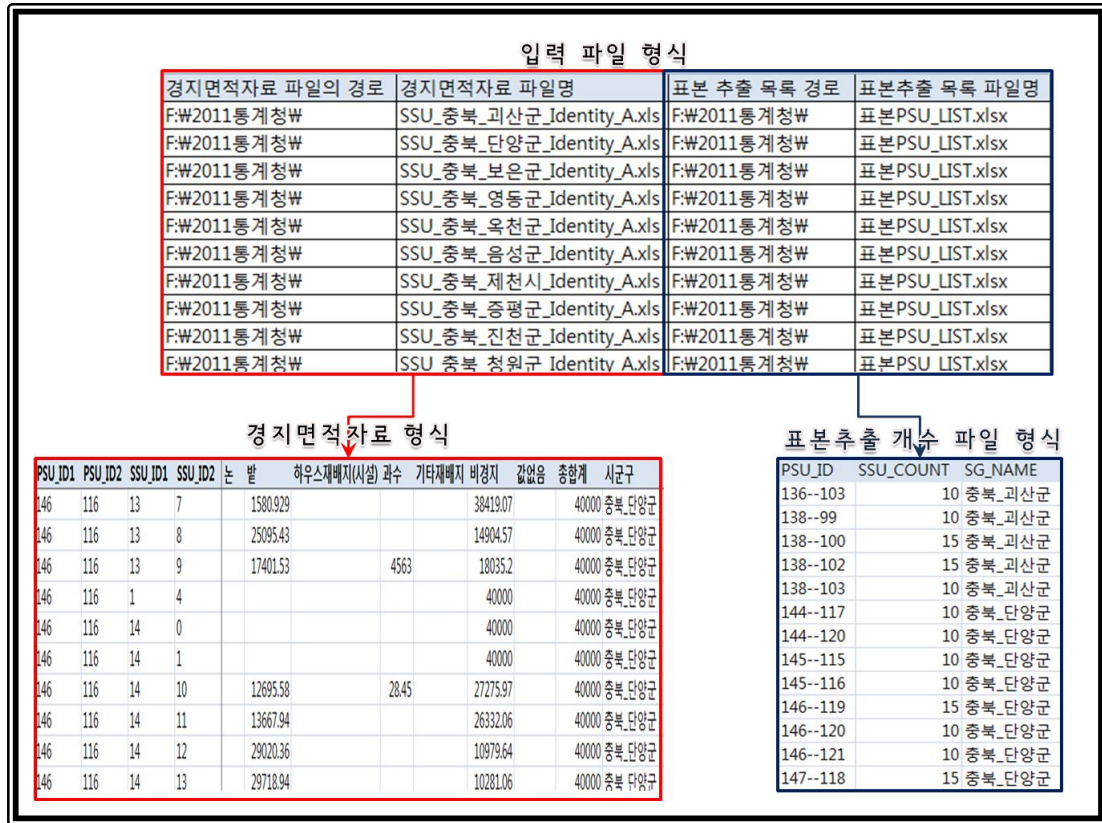 입력 파일 형식
경지면적자료 파일의 경로 경지면적자료 파일명 표본 추출 목록 경로 표본추출 목록 파일명
F:₩2011통계청₩ SSU_충북_괴산군_Identity_A.xls F:₩2011통계청₩ 표본PSU_LIST.xlsx
F:₩2011통계청₩ SSU_충북_단양군_Identity_A.xls F:₩2011통계청₩ 표본PSU_LIST.xlsx
F:₩2011통계청₩ SSU_충북_보은군_Identity_A.xls F:₩2011통계청₩ 표본PSU_LIST.xlsx
F:₩2011통계청₩ SSU_충북_영동군_Identity_A.xls F:₩2011통계청₩ 표본PSU_LIST.xlsx
F:₩2011통계청₩ SSU_충북_옥천군_Identity_A.xls F:₩2011통계청₩ 표본PSU_LIST.xlsx
F:₩2011통계청₩ SSU_충북_음성군_Identity_A.xls F:₩2011통계청₩ 표본PSU_LIST.xlsx
F:₩2011통계청₩ SSU_충북_제천시_Identity_A.xls F:₩2011통계청₩ 표본PSU_LIST.xlsx
F:₩2011통계청₩ SSU_충북_증평군_Identity_A.xls F:₩2011통계청₩ 표본PSU_LIST.xlsx
F:₩2011통계청₩ SSU_충북_진천군_Identity_A.xls F:₩2011통계청₩ 표본PSU_LIST.xlsx
F:₩2011통계청₩ SSU_충북_청원군_Identity_A.xls F:₩2011통계청₩ 표본PSU_LIST.xlsx
경지면적자료 형식
PSU_ID1 PSU_ID2 SSU_ID1 SSU_ID2 논 밭 하우스재배지(시설) 과수 기타재배지 비경지 값없음 총합계 시군구
146 116 13 7 1580.929 38419.07 40000 충북_단양군
146 116 13 8 25095.43 14904.57 40000 충북_단양군
146 116 13 9 17401.53 4563 18035.2 40000 충북_단양군
146 116 1 4 40000 40000 충북_단양군
146 116 14 0 40000 40000 충북_단양군
146 116 14 1 40000 40000 충북_단양군
146 116 14 10 12695.58 28.45 27275.97 40000 충북_단양군
146 116 14 11 13667.94 26332.06 40000 충북_단양군
146 116 14 12 29020.36 10979.64 40000 충북_단양군
146 116 14 13 29718.94 10281.06 40000 충북_단양군
표본추출 개수 파일 형식
PSU_ID SSU_COUNT SG_NAME
136--103 10 충북_괴산군
138--99 10 충북_괴산군
138--100 15 충북_괴산군
138--102 15 충북_괴산군
138--103 10 충북_괴산군
144--117 10 충북_단양군
144--120 10 충북_단양군
145--115 10 충북_단양군
145--116 10 충북_단양군
146--119 15 충북_단양군
146--120 10 충북_단양군
146--121 10 충북_단양군
147--118 15 충북_단양군